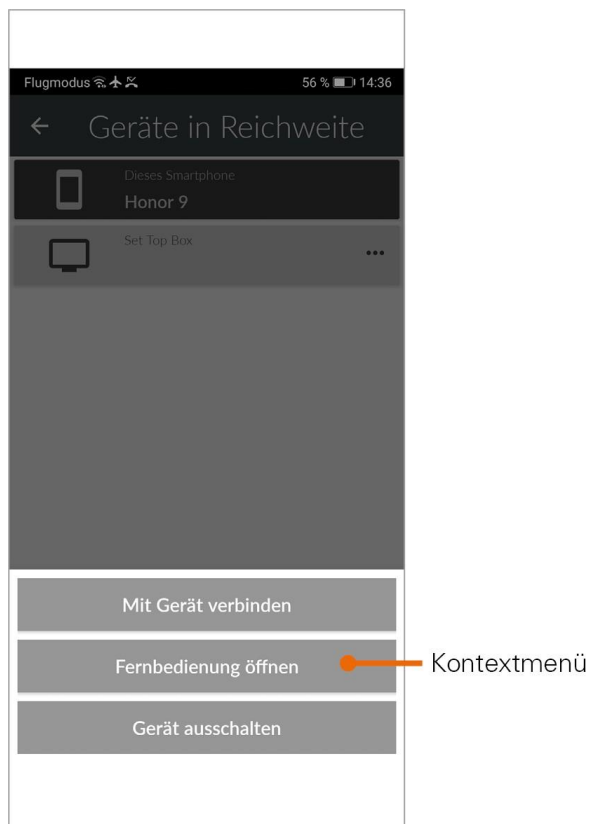 Flugmodus 56 % 14:36
Geräte in Reichweite
Dieses Smartphone
Honor 9
Set Top Box
Mit Gerät verbinden
Fernbedienung öffnen
Kontextmenü
Gerät ausschalten